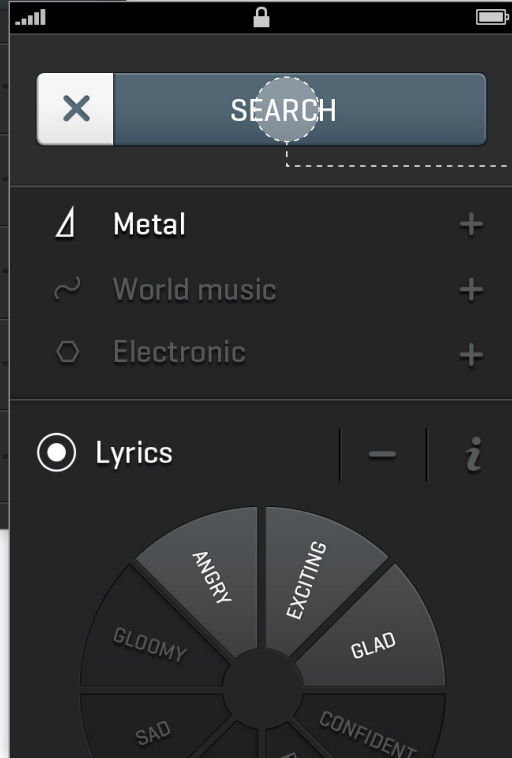 SEARCH
Metal
World music
Electronic
Lyrics
i
ANGRY
EXCITING
GLOOMY
GLAD
SAD
CONFIDENT